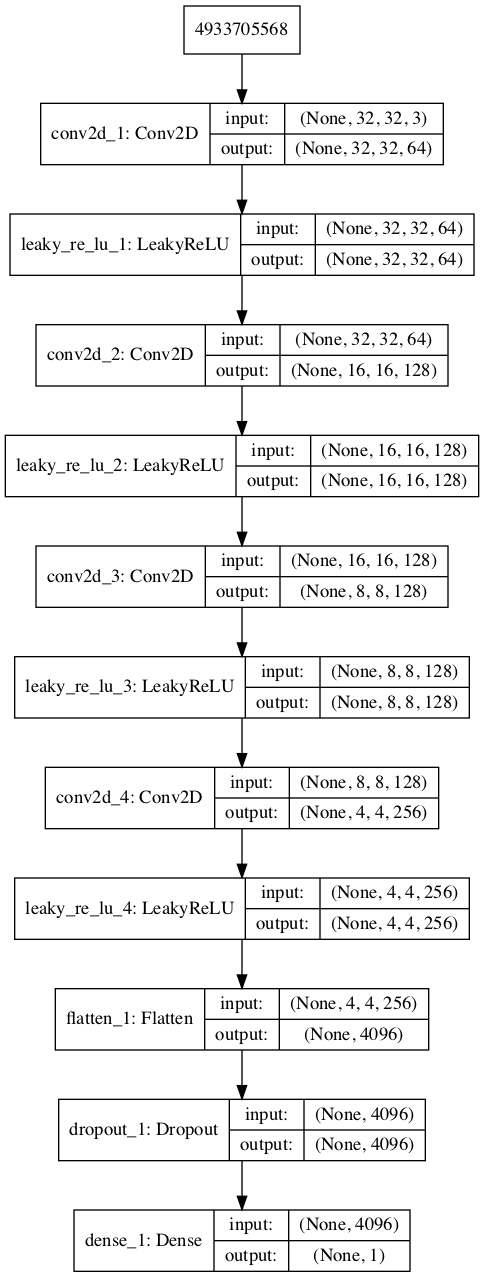 4933705568
conv2d_1: Conv2D
input:
(None, 32, 32, 3)
output:
(None, 32, 32, 64)
leaky_re_lu_1: LeakyReLU
input:
(None, 32, 32, 64)
output:
(None, 32, 32, 64)
conv2d_2: Conv2D
input:
(None, 32, 32, 64)
output:
(None, 16, 16, 128)
leaky_re_lu_2: LeakyReLU
input:
(None, 16, 16, 128)
output:
(None, 16, 16, 128)
conv2d_3: Conv2D
input:
(None, 16, 16, 128)
output:
(None, 8, 8, 128)
leaky_re_lu_3: LeakyReLU
input:
(None, 8, 8, 128)
output:
(None, 8, 8, 128)
conv2d_4: Conv2D
input:
(None, 8, 8, 128)
output:
(None, 4, 4, 256)
leaky_re_lu_4: LeakyReLU
input:
(None, 4, 4, 256)
output:
(None, 4, 4, 256)
flatten_1: Flatten
input:
(None, 4, 4, 256)
output:
(None, 4096)
dropout_1: Dropout
input:
(None, 4096)
output:
(None, 4096)
dense_1: Dense
input:
(None, 4096)
output:
(None, 1)